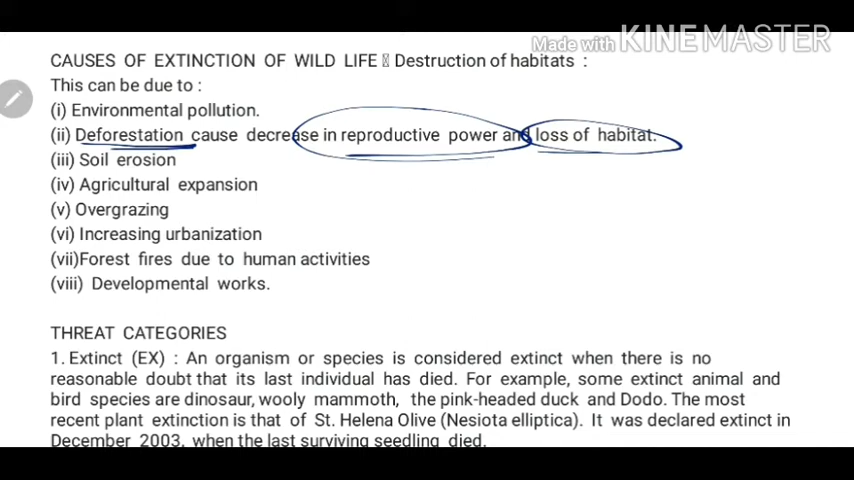 Made with KINEMASTER
CAUSES OF EXTINCTION OF WILD LIFE Destruction of habitats :
This can be due to :
(i) Environmental pollution.
(ii) Deforestation cause decrease in reproductive power and loss of habitat.
(iii) Soil erosion
(iv) Agricultural expansion
(v) Overgrazing
(vi) Increasing urbanization
(vii)Forest fires due to human activities
(viii) Developmental works.
THREAT CATEGORIES
1. Extinct (EX) : An organism or species is considered extinct when there is no
reasonable doubt that its last individual has died. For example, some extinct animal and
bird species are dinosaur, wooly mammoth, the pink-headed duck and Dodo. The most
recent plant extinction is that of St. Helena Olive (Nesiota elliptica). It was declared extinct in
December 2003, when the last surviving seedling died.